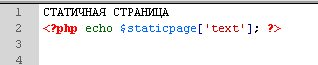 1 СТАТИЧНАЯ СТРАНИЦА
2 <?php echo $staticpage['text']; ?>
3
4